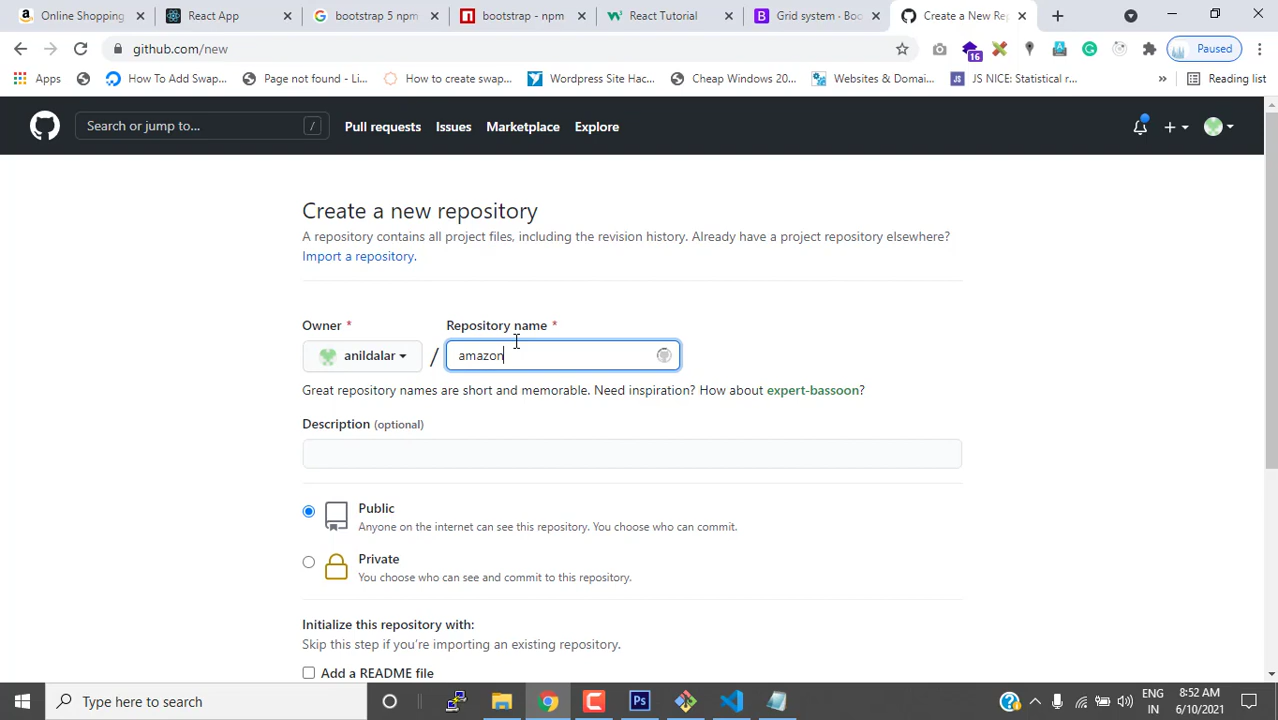 Online Shopping
React App
bootstrap 5 npm
bootstrap - npm
React Tutorial
Grid system · Boo
Create a New Re
github.com/new
16
Paused
Apps
How To Add Swap...
Page not found - Li...
How to create swap...
Wordpress Site Hac...
Cheap Windows 20...
Websites & Domai...
JS NICE: Statistical r...
»
Reading list
Search or jump to...
/
Pull requests
Issues
Marketplace
Explore
Create a new repository
A repository contains all project files, including the revision history. Already have a project repository elsewhere?
Import a repository.
Owner *
Repository name *
anildalar
/
amazon
Great repository names are short and memorable. Need inspiration? How about expert-bassoon?
Description (optional)
Public
Anyone on the internet can see this repository. You choose who can commit.
Private
You choose who can see and commit to this repository.
Initialize this repository with:
Skip this step if you're importing an existing repository.
Add a README file
Type here to search
Ps
ENG
IN
8:52 AM
6/10/2021